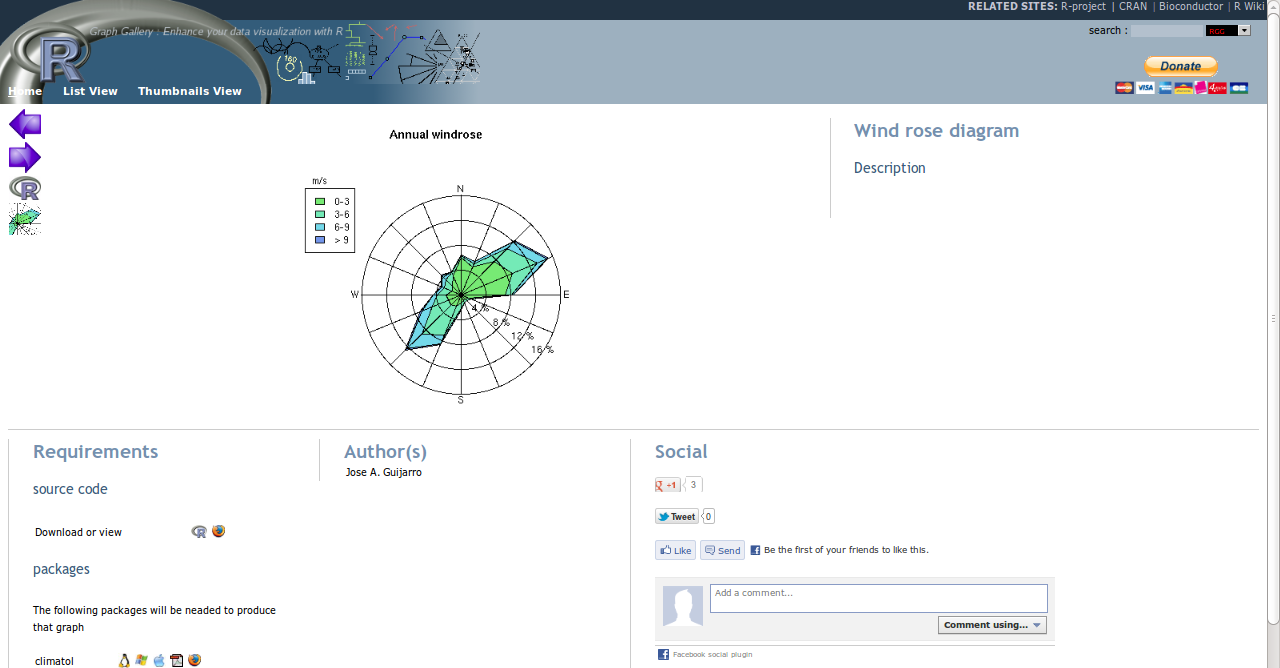 RELATED SITES: R-project | CRAN | Bioconductor | R Wiki
Graph Gallery : Enhance your data visualization with R
search : RGG
R
Donate
VISA
Home List View Thumbnails View
Annual windrose
Wind rose diagram
Description
m/s
0-3
3-6
6-9
> 9
N
W
E
S
4 %
8 %
12 %
16 %
Requirements
source code
Download or view
packages
The following packages will be neaded to produce
that graph
climatol
Author(s)
Jose A. Guijarro
Social
+1 3
Tweet 0
Like Send Be the first of your friends to like this.
Add a comment...
Comment using...
Facebook social plugin